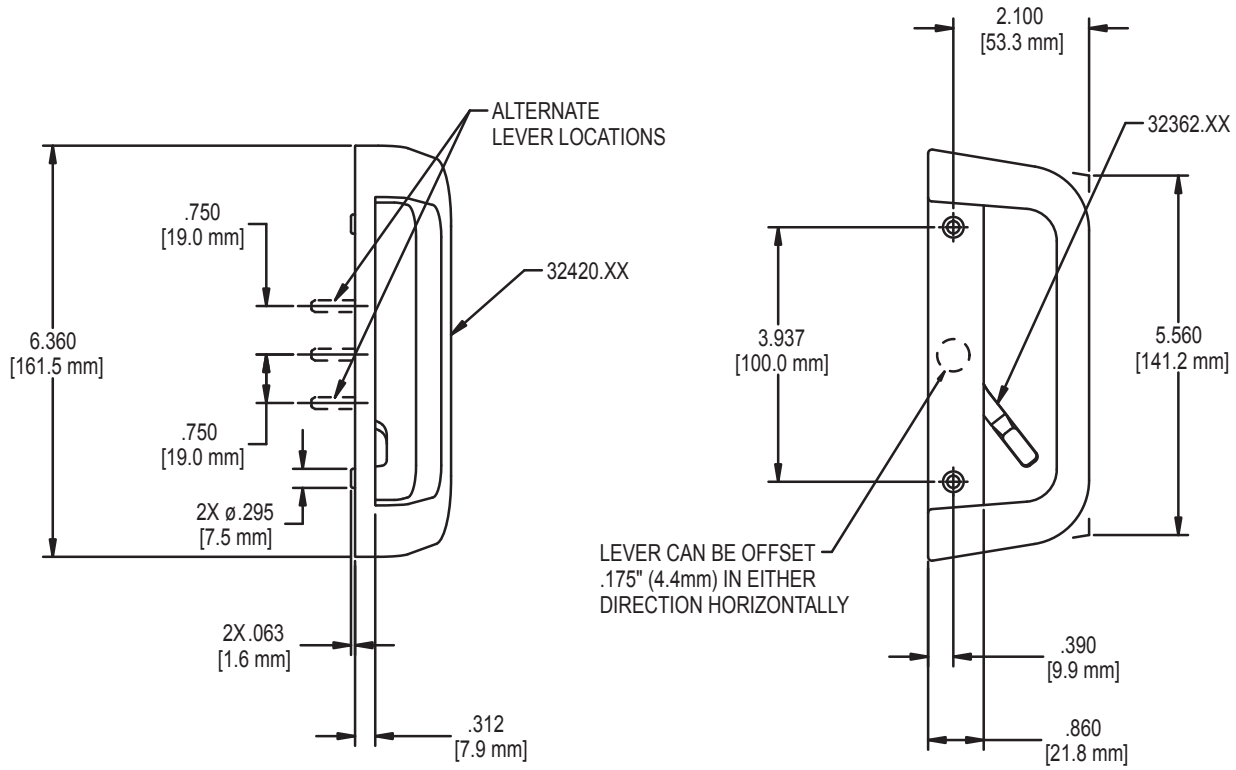 2.100
[53.3 mm]
ALTERNATE
LEVER LOCATIONS
32362.XX
.750
[19.0 mm]
32420.XX
6.360
[161.5 mm]
3.937
[100.0 mm]
5.560
[141.2 mm]
.750
[19.0 mm]
2X ø.295
[7.5 mm]
LEVER CAN BE OFFSET
.175" (4.4mm) IN EITHER
DIRECTION HORIZONTALLY
2X .063
[1.6 mm]
.390
[9.9 mm]
.312
[7.9 mm]
.860
[21.8 mm]